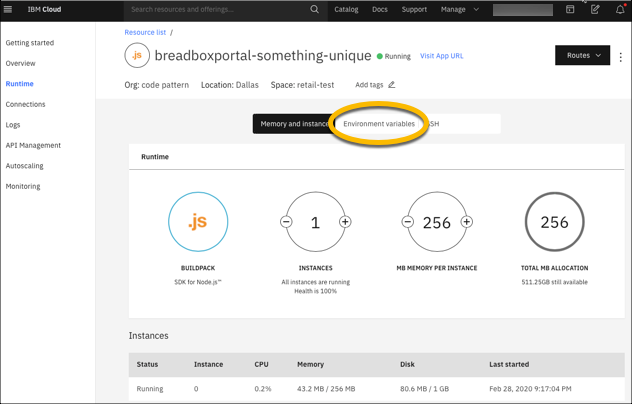 IBM Cloud
Search resources and offerings...
Catalog Docs Support Manage
Getting started
Overview
Runtime
Connections
Logs
API Management
Autoscaling
Monitoring
Resource list /
.js breadboxportal-something-unique Running Visit App URL
Routes
Org: code pattern Location: Dallas Space: retail-test Add tags
Memory and instance Environment variables SH
Runtime
.js 1 256 256
BUILDPACK INSTANCES MB MEMORY PER INSTANCE TOTAL MB ALLOCATION
SDK for Node.js™ All instances are running 511.25GB still available
Health is 100%
Instances
Status Instance CPU Memory Disk Last started
Running 0 0.2% 43.2 MB / 256 MB 80.6 MB / 1 GB Feb 28, 2020 9:17:04 PM